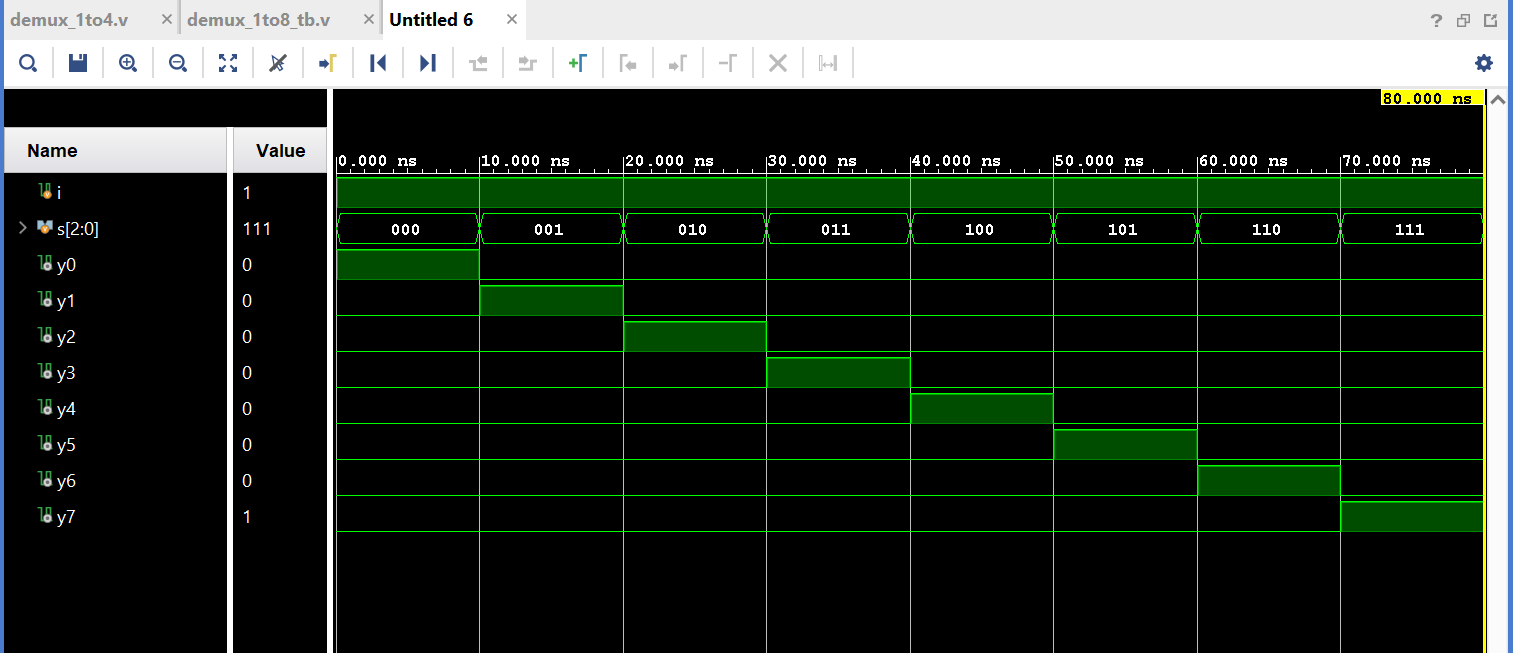 demux_1to4.v × demux_1to8_tb.v × Untitled 6 ×
80.000 ns
Name Value
0.000 ns 10.000 ns 20.000 ns 30.000 ns 40.000 ns 50.000 ns 60.000 ns 70.000 ns
i 1
s[2:0] 111 000 001 010 011 100 101 110 111
y0 0
y1 0
y2 0
y3 0
y4 0
y5 0
y6 0
y7 1